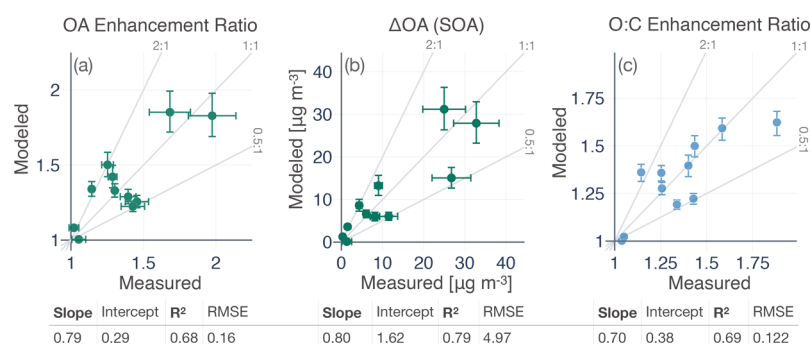 OA Enhancement Ratio
ΔOA (SOA)
O:C Enhancement Ratio
2:1
1:1
2:1
1:1
2:1
1:1
(a)
(b)
(c)
0.5:1
0.5:1
0.5:1
Modeled
2
1.5
1
1
1.5
2
Measured
Modeled [μg m-³]
40
30
20
10
0
0
10
20
30
40
Measured [μg m-³]
Modeled
1.75
1.5
1.25
1
1
1.25
1.5
1.75
Measured
Slope Intercept R² RMSE
0.79 0.29 0.68 0.16
Slope Intercept R² RMSE
0.80 1.62 0.79 4.97
Slope Intercept R² RMSE
0.70 0.38 0.69 0.122